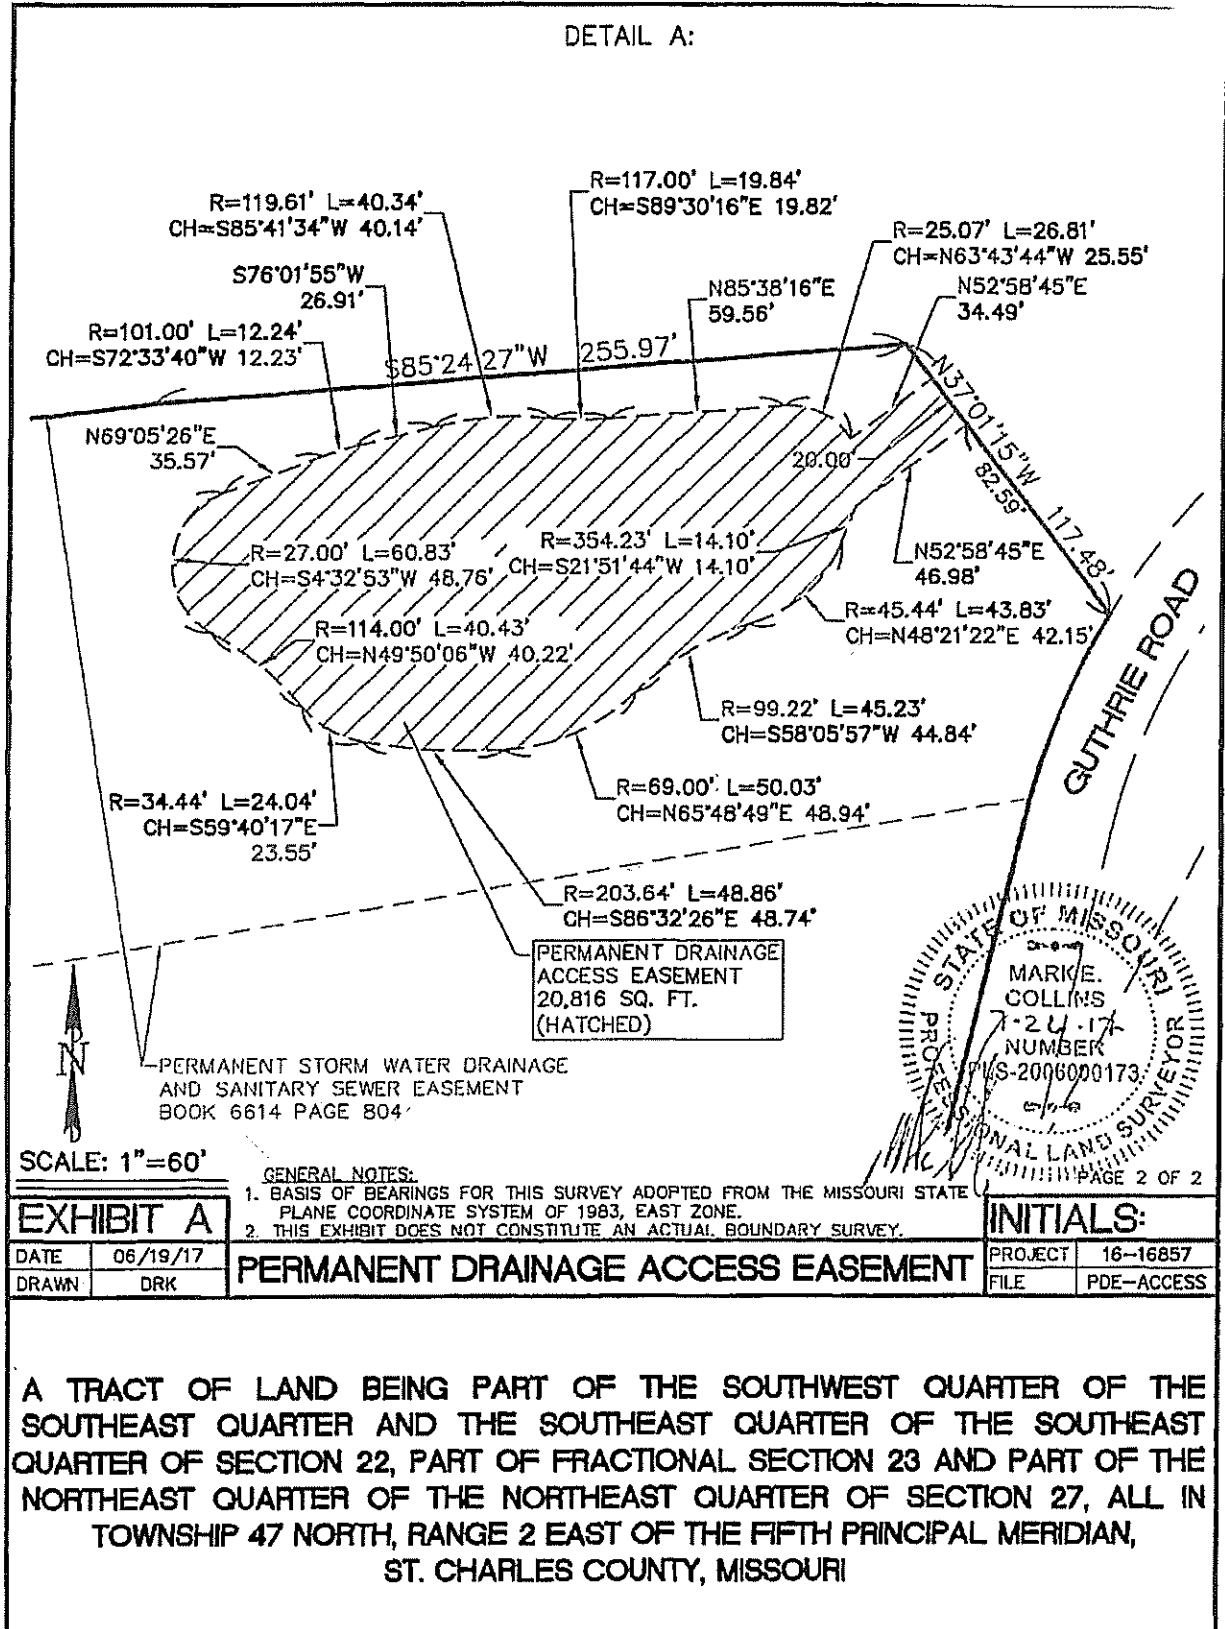 DETAIL A:
R=119.61' L=40.34'
CH=S85°41'34"W 40.14'
R=117.00' L=19.84'
CH=S89°30'16"E 19.82'
R=25.07' L=26.81'
CH=N63°43'44"W 25.55'
S76°01'55"W
26.91'
N85°38'16"E
59.56'
N52°58'45"E
34.49'
R=101.00' L=12.24'
CH=S72°33'40"W 12.23'
S85°24'27"W 255.97'
N37°01'15"W 117.48'
82.59'
N69°05'26"E
35.57'
20.00'
R=27.00' L=60.83'
CH=S4°32'53"W 48.76'
R=354.23' L=14.10'
CH=S21°51'44"W 14.10'
N52°58'45"E
46.98'
R=114.00' L=40.43'
CH=N49°50'06"W 40.22'
R=45.44' L=43.83'
CH=N48°21'22"E 42.15'
GUTHRIE ROAD
R=99.22' L=45.23'
CH=S58°05'57"W 44.84'
R=69.00' L=50.03'
CH=N65°48'49"E 48.94'
R=34.44' L=24.04'
CH=S59°40'17"E
23.55'
R=203.64' L=48.86'
CH=S86°32'26"E 48.74'
PERMANENT DRAINAGE
ACCESS EASEMENT
20,816 SQ. FT.
(HATCHED)
STATE OF MISSOURI
MARK E.
COLLINS
7-24-17
NUMBER
PLS-2006000173
PROFESSIONAL LAND SURVEYOR
N
PERMANENT STORM WATER DRAINAGE
AND SANITARY SEWER EASEMENT
BOOK 6614 PAGE 804
SCALE: 1"=60'
PAGE 2 OF 2
GENERAL NOTES:
1. BASIS OF BEARINGS FOR THIS SURVEY ADOPTED FROM THE MISSOURI STATE
PLANE COORDINATE SYSTEM OF 1983, EAST ZONE.
2. THIS EXHIBIT DOES NOT CONSTITUTE AN ACTUAL BOUNDARY SURVEY.
EXHIBIT A
INITIALS:
DATE 06/19/17
DRAWN DRK
PERMANENT DRAINAGE ACCESS EASEMENT
PROJECT 16-16857
FILE PDE-ACCESS
A TRACT OF LAND BEING PART OF THE SOUTHWEST QUARTER OF THE
SOUTHEAST QUARTER AND THE SOUTHEAST QUARTER OF THE SOUTHEAST
QUARTER OF SECTION 22, PART OF FRACTIONAL SECTION 23 AND PART OF THE
NORTHEAST QUARTER OF THE NORTHEAST QUARTER OF SECTION 27, ALL IN
TOWNSHIP 47 NORTH, RANGE 2 EAST OF THE FIFTH PRINCIPAL MERIDIAN,
ST. CHARLES COUNTY, MISSOURI